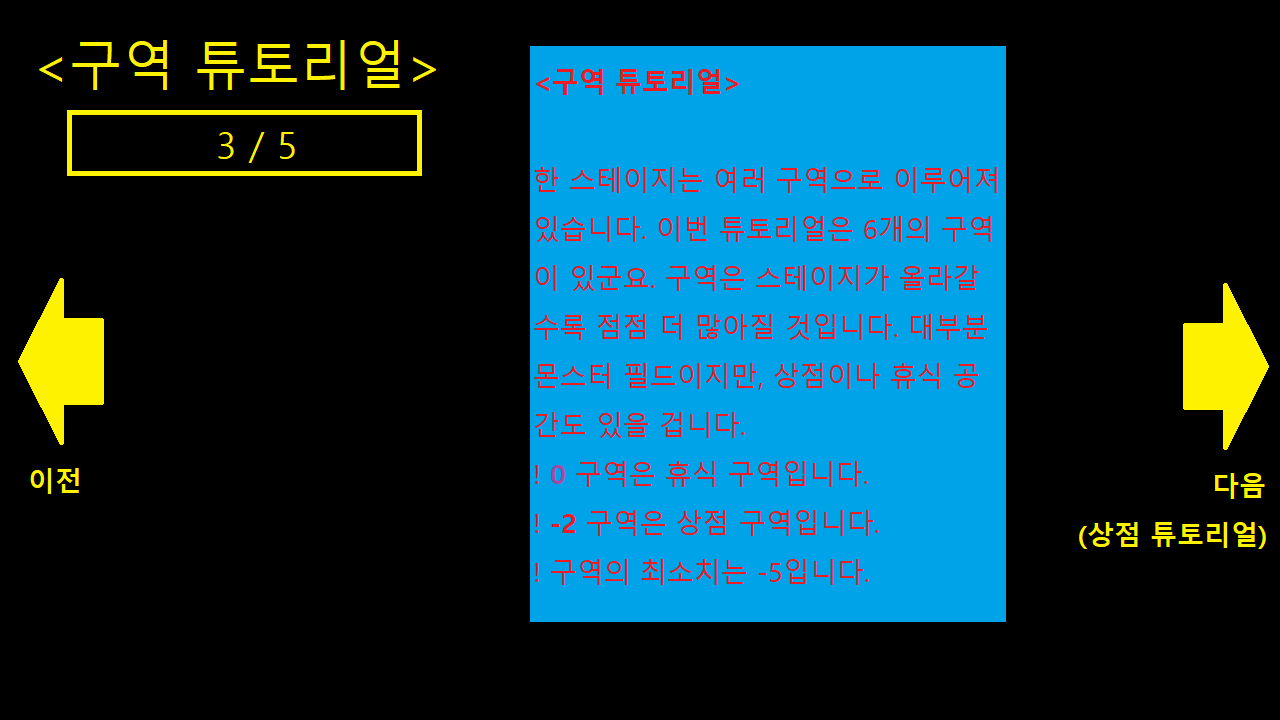 <구역 튜토리얼>
3 / 5
<구역 튜토리얼>
한 스테이지는 여러 구역으로 이루어져
있습니다. 이번 튜토리얼은 6개의 구역
이 있군요. 구역은 스테이지가 올라갈
수록 점점 더 많아질 것입니다. 대부분
몬스터 필드이지만, 상점이나 휴식 공
간도 있을 겁니다.
! 0 구역은 휴식 구역입니다.
! -2 구역은 상점 구역입니다.
! 구역의 최소치는 -5입니다.
이전
다음
(상점 튜토리얼)